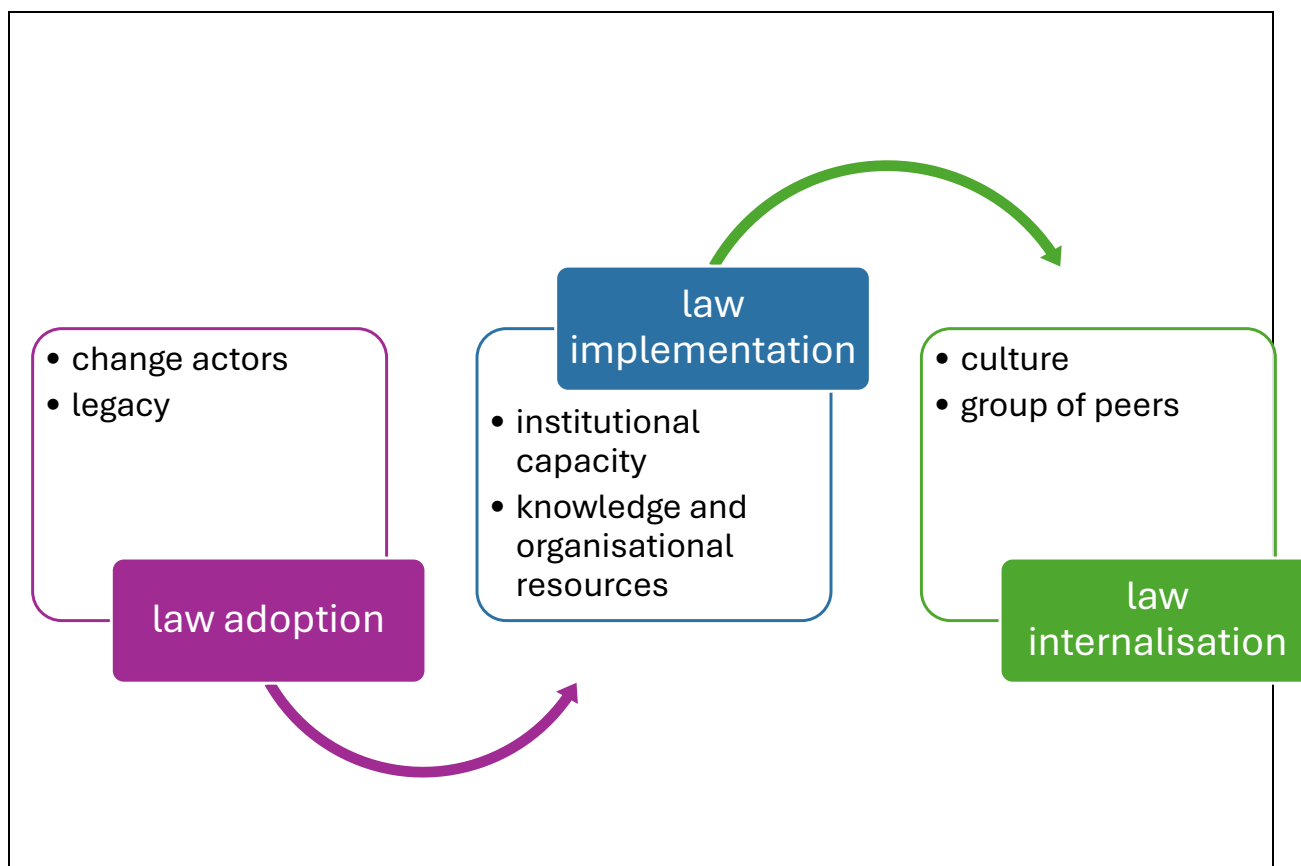 • change actors
• legacy
law adoption
law
implementation
• institutional
capacity
• knowledge and
organisational
resources
• culture
• group of peers
law
internalisation